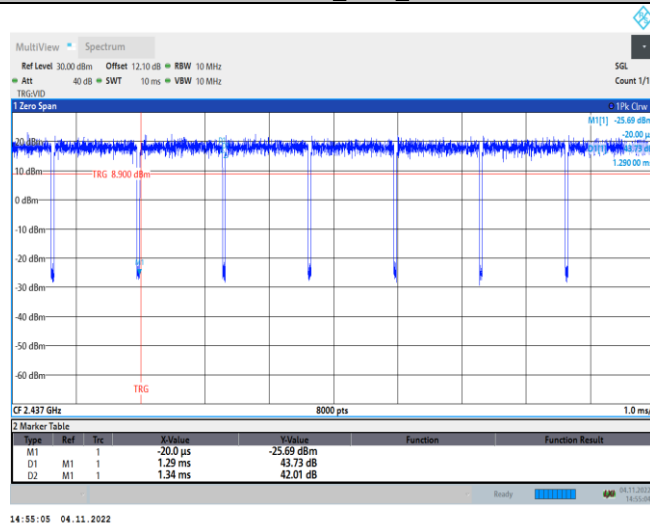 MultiView Spectrum
Ref Level 30.00 dBm Offset 12.10 dB RBW 10 MHz SGL
Att 40 dB SWT 10 ms VBW 10 MHz Count 1/1
TRG:VID
1 Zero Span 1Pk Clrw
M1[1] -25.69 dBm
-20.00 µ
20 dBm
1.290 00 ms
10 dBm
TRG 8.900 dBm
0 dBm
-10 dBm
-20 dBm
M1
-30 dBm
-40 dBm
-50 dBm
-60 dBm
TRG
CF 2.437 GHz 8000 pts 1.0 ms/
2 Marker Table
Type Ref Trc X-Value Y-Value Function Function Result
M1 1 -20.0 µs -25.69 dBm
D1 M1 1 1.29 ms 43.73 dB
D2 M1 1 1.34 ms 42.01 dB
Ready 04.11.2022
14:55:04
14:55:05 04.11.2022